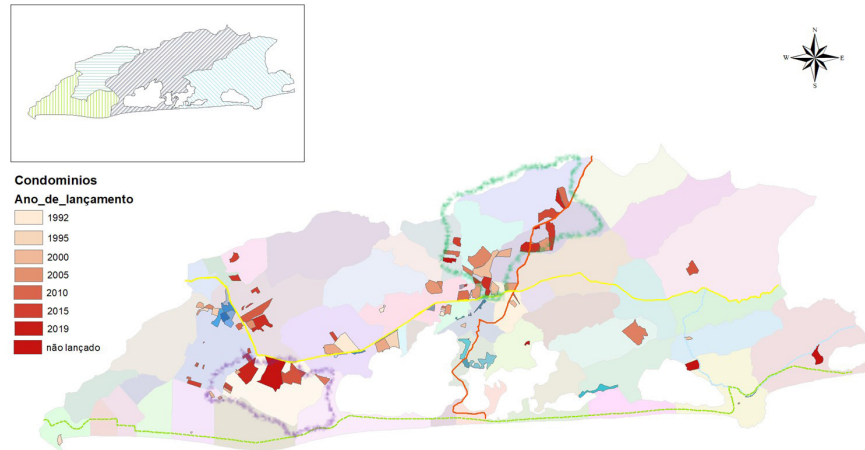 N
W
E
S
Condominios
Ano_de_lançamento
1992
1995
2000
2005
2010
2015
2019
não lançado